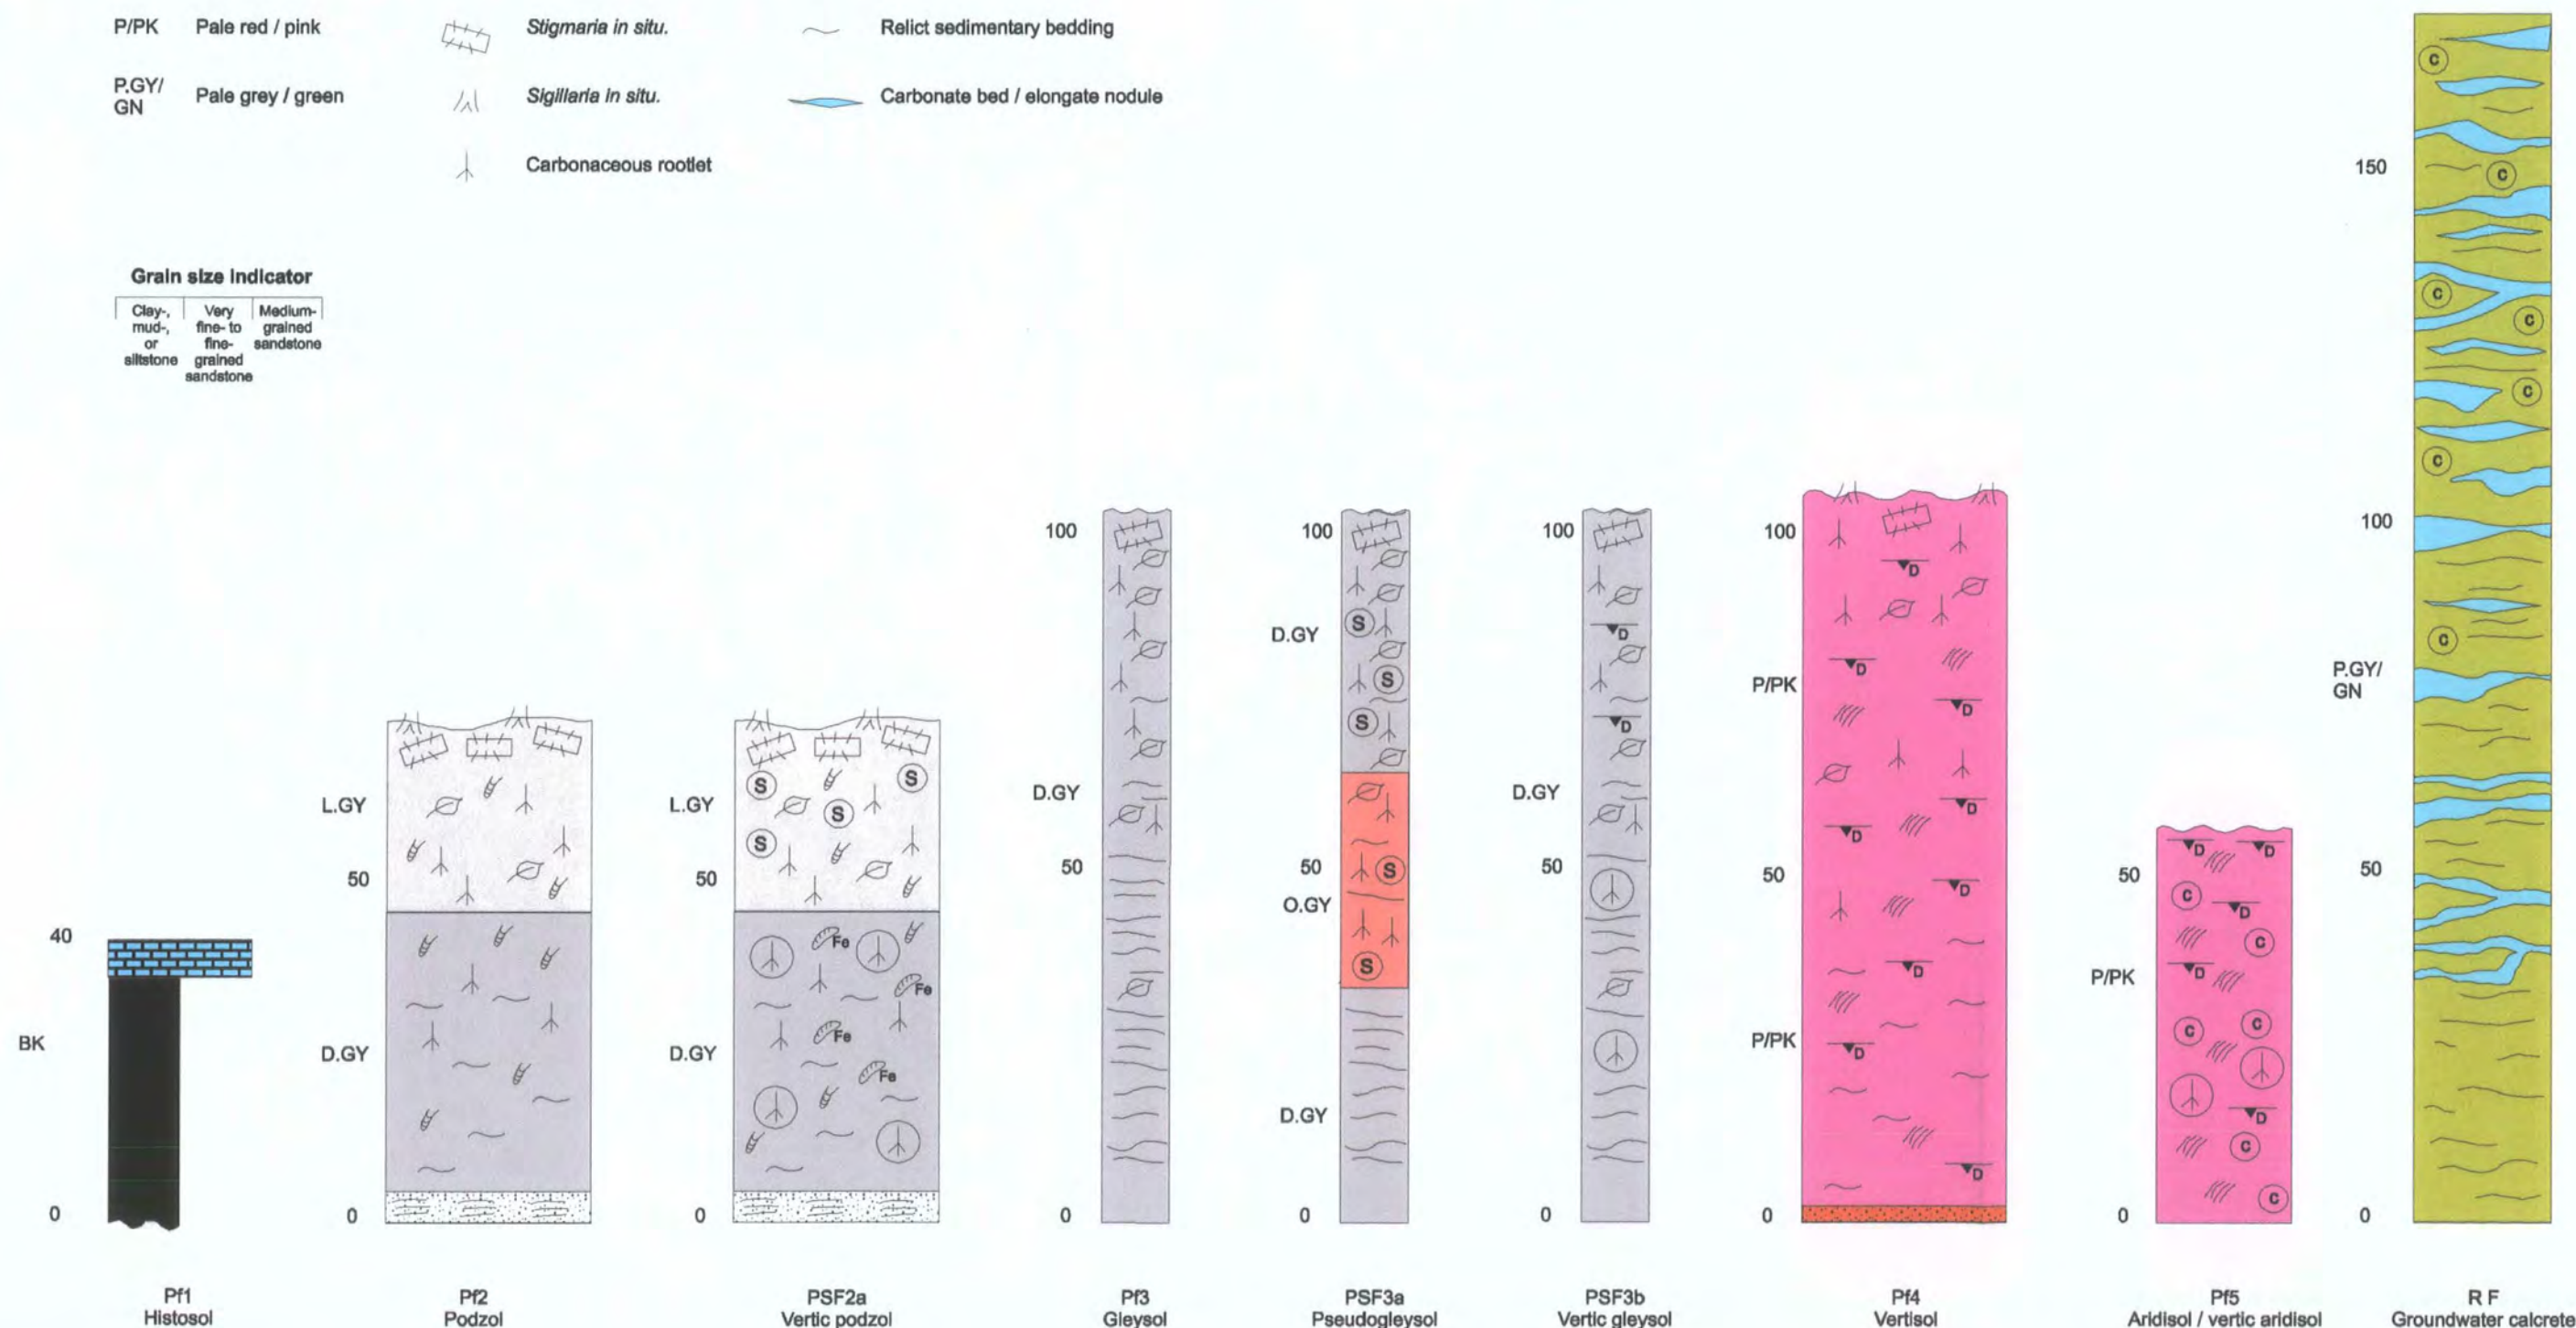 P/PK Pale red / pink
Stigmaria in situ.
Relict sedimentary bedding
P.GY/
GN
Pale grey / green
Sigillaria in situ.
Carbonate bed / elongate nodule
Carbonaceous rootlet
Grain size indicator
Clay-,
mud-,
or
siltstone
Very
fine- to
fine-
grained
sandstone
Medium-
grained
sandstone
40
BK
0
Pf1
Histosol
L.GY
50
D.GY
0
Pf2
Podzol
L.GY
50
D.GY
0
S
S
S
S
Fe
Fe
Fe
Fe
PSF2a
Vertic podzol
100
D.GY
50
0
Pf3
Gleysol
100
D.GY
50
O.GY
D.GY
0
S
S
S
S
S
PSF3a
Pseudogleysol
100
D.GY
50
0
D
D
PSF3b
Vertic gleysol
100
P/PK
50
P/PK
0
D
D
D
D
D
D
D
D
D
Pf4
Vertisol
50
P/PK
0
D
D
C
D
C
D
C
C
D
C
C
Pf5
Aridisol / vertic aridisol
150
100
P.GY/
GN
50
0
C
C
C
C
C
C
C
R F
Groundwater calcrete